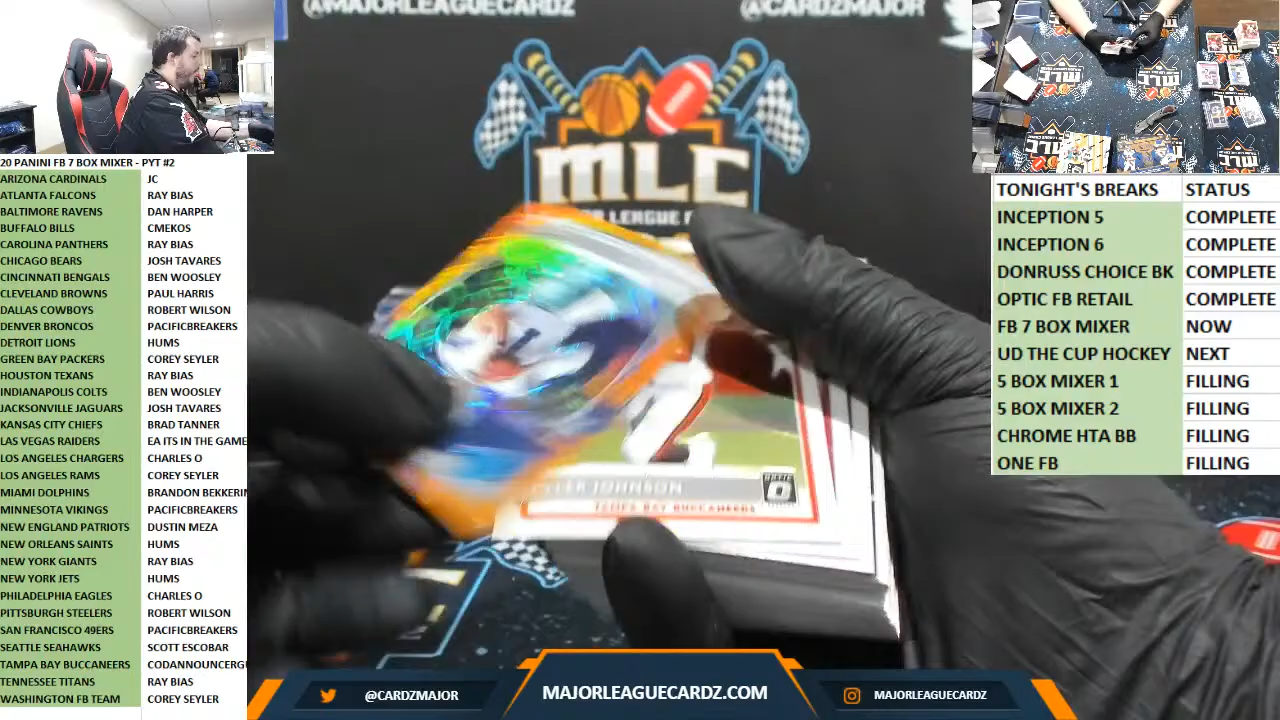 @MAJORLEAGUECARDZ
@CARDZMAJOR
MLC
20 PANINI FB 7 BOX MIXER - PYT #2
ARIZONA CARDINALS JC
ATLANTA FALCONS RAY BIAS
BALTIMORE RAVENS DAN HARPER
BUFFALO BILLS CMEKOS
CAROLINA PANTHERS RAY BIAS
CHICAGO BEARS JOSH TAVARES
CINCINNATI BENGALS BEN WOOSLEY
CLEVELAND BROWNS PAUL HARRIS
DALLAS COWBOYS ROBERT WILSON
DENVER BRONCOS PACIFICBREAKERS
DETROIT LIONS HUMS
GREEN BAY PACKERS COREY SEYLER
HOUSTON TEXANS RAY BIAS
INDIANAPOLIS COLTS BEN WOOSLEY
JACKSONVILLE JAGUARS JOSH TAVARES
KANSAS CITY CHIEFS BRAD TANNER
LAS VEGAS RAIDERS EA ITS IN THE GAME
LOS ANGELES CHARGERS CHARLES O
LOS ANGELES RAMS COREY SEYLER
MIAMI DOLPHINS BRANDON BEKKERIN
MINNESOTA VIKINGS PACIFICBREAKERS
NEW ENGLAND PATRIOTS DUSTIN MEZA
NEW ORLEANS SAINTS HUMS
NEW YORK GIANTS RAY BIAS
NEW YORK JETS HUMS
PHILADELPHIA EAGLES CHARLES O
PITTSBURGH STEELERS ROBERT WILSON
SAN FRANCISCO 49ERS PACIFICBREAKERS
SEATTLE SEAHAWKS SCOTT ESCOBAR
TAMPA BAY BUCCANEERS CODANNOUNCERG
TENNESSEE TITANS RAY BIAS
WASHINGTON FB TEAM COREY SEYLER
TONIGHT'S BREAKS STATUS
INCEPTION 5 COMPLETE
INCEPTION 6 COMPLETE
DONRUSS CHOICE BK COMPLETE
OPTIC FB RETAIL COMPLETE
FB 7 BOX MIXER NOW
UD THE CUP HOCKEY NEXT
5 BOX MIXER 1 FILLING
5 BOX MIXER 2 FILLING
CHROME HTA BB FILLING
ONE FB FILLING
JOHNSON
OPTIC
TAMPA BAY BUCCANEERS
@CARDZMAJOR
MAJORLEAGUECARDZ.COM
MAJORLEAGUECARDZ